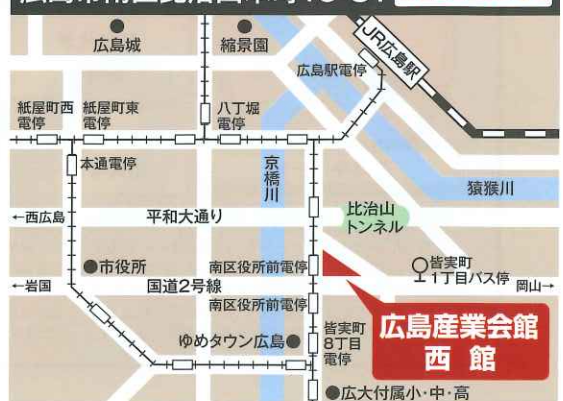 広島城
縮景園
JR広島駅
広島駅電停
紙屋町西
電停
紙屋町東
電停
八丁堀
電停
本通電停
京橋川
猿猴川
←西広島
平和大通り
比治山
トンネル
●市役所
南区役所前電停
皆実町
1丁目バス停
←岩国
国道2号線
岡山→
南区役所前電停
広島産業会館
西館
ゆめタウン広島●
皆実町
8丁目
電停
●広大付属小・中・高